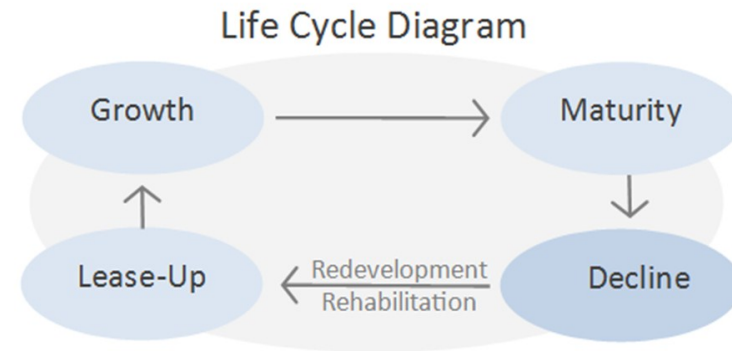 Life Cycle Diagram
Growth
Maturity
Lease-Up
Redevelopment
Rehabilitation
Decline